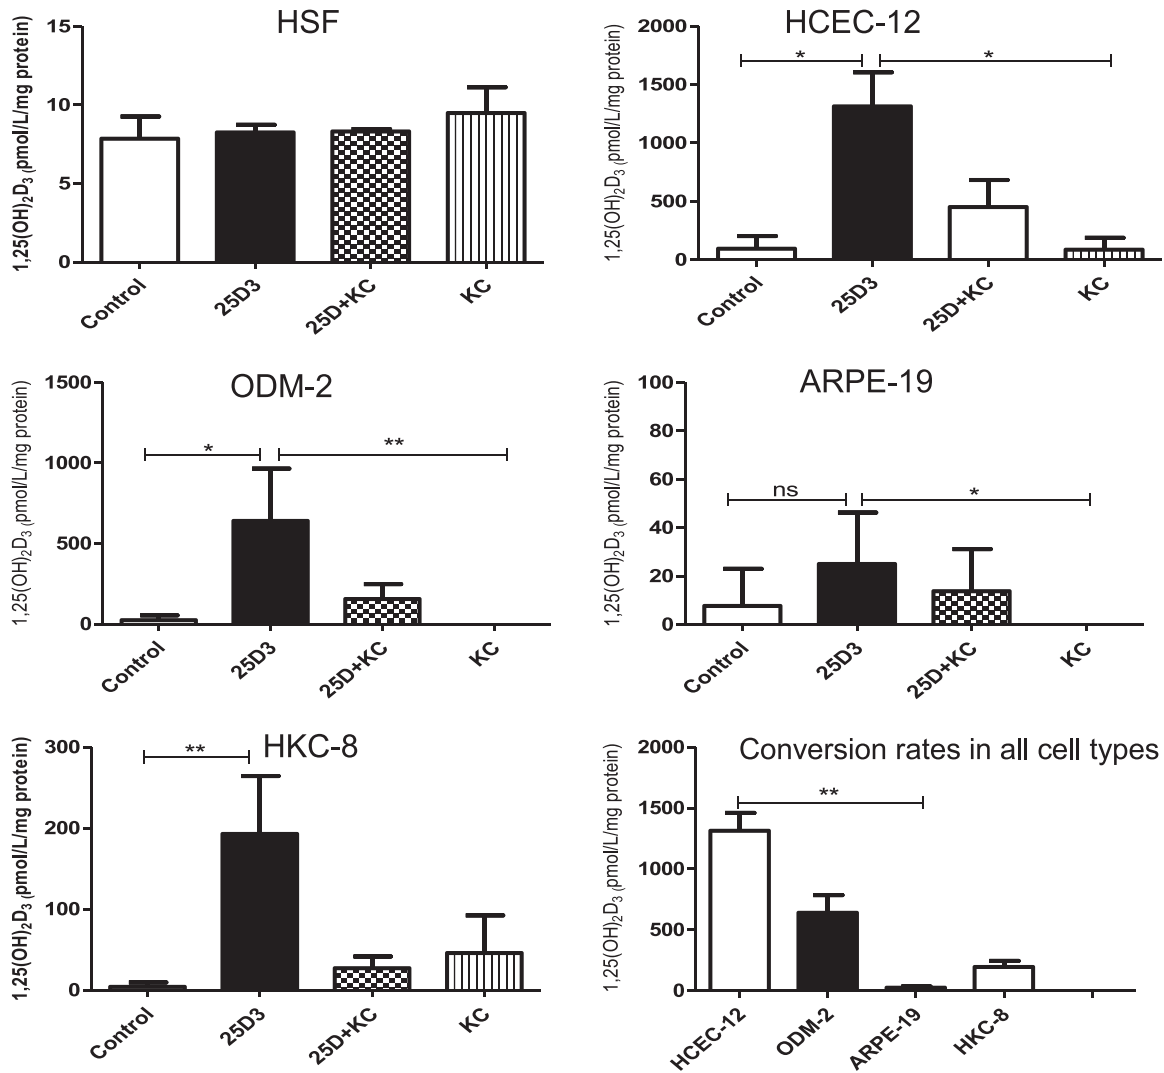 HSF
1,25(OH)₂D₃ (pmol/L/mg protein)
15
10
5
0
Control
25D3
25D+KC
KC
HCEC-12
1,25(OH)₂D₃ (pmol/L/mg protein)
2000
1500
1000
500
0
*
*
Control
25D3
25D+KC
KC
ODM-2
1,25(OH)₂D₃ (pmol/L/mg protein)
1500
1000
500
0
*
**
Control
25D3
25D+KC
KC
ARPE-19
1,25(OH)₂D₃ (pmol/L/mg protein)
100
80
60
40
20
0
ns
*
Control
25D3
25D+KC
KC
HKC-8
1,25(OH)₂D₃ (pmol/L/mg protein)
300
200
100
0
**
Control
25D3
25D+KC
KC
Conversion rates in all cell types
1,25(OH)₂D₃ (pmol/L/mg protein)
2000
1500
1000
500
0
**
HCEC-12
ODM-2
ARPE-19
HKC-8